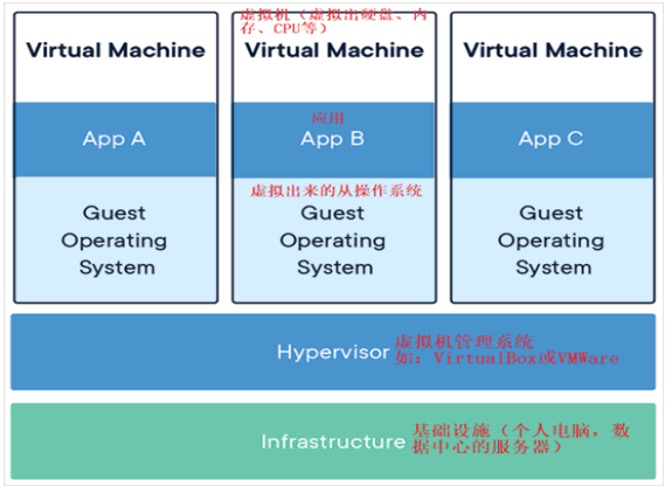 虚拟机（虚拟出硬盘、内
存、CPU等）
Virtual Machine
Virtual Machine
Virtual Machine
应用
App A
App B
App C
虚拟出来的从操作系统
Guest
Operating
System
Guest
Operating
System
Guest
Operating
System
Hypervisor
虚拟机管理系统
如：VirtualBox或VMWare
Infrastructure
基础设施（个人电脑，数
据中心的服务器）